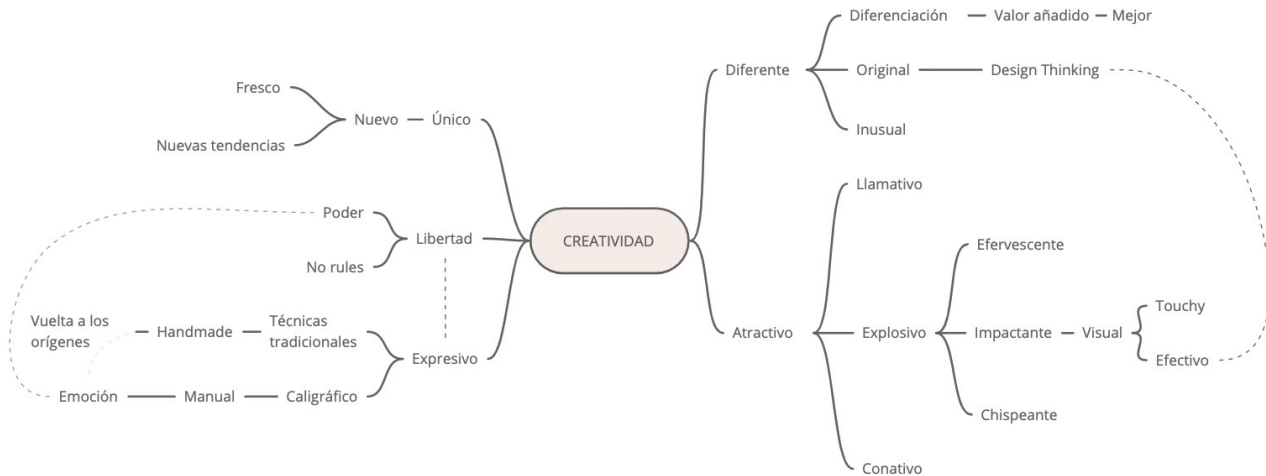 CREATIVIDAD
Único
Nuevo
Fresco
Nuevas tendencias
Libertad
Poder
No rules
Expresivo
Técnicas
tradicionales
Handmade
Vuelta a los
orígenes
Caligráfico
Manual
Emoción
Diferente
Diferenciación
Valor añadido
Mejor
Original
Design Thinking
Inusual
Atractivo
Llamativo
Explosivo
Efervescente
Impactante
Visual
Touchy
Efectivo
Chispeante
Conativo